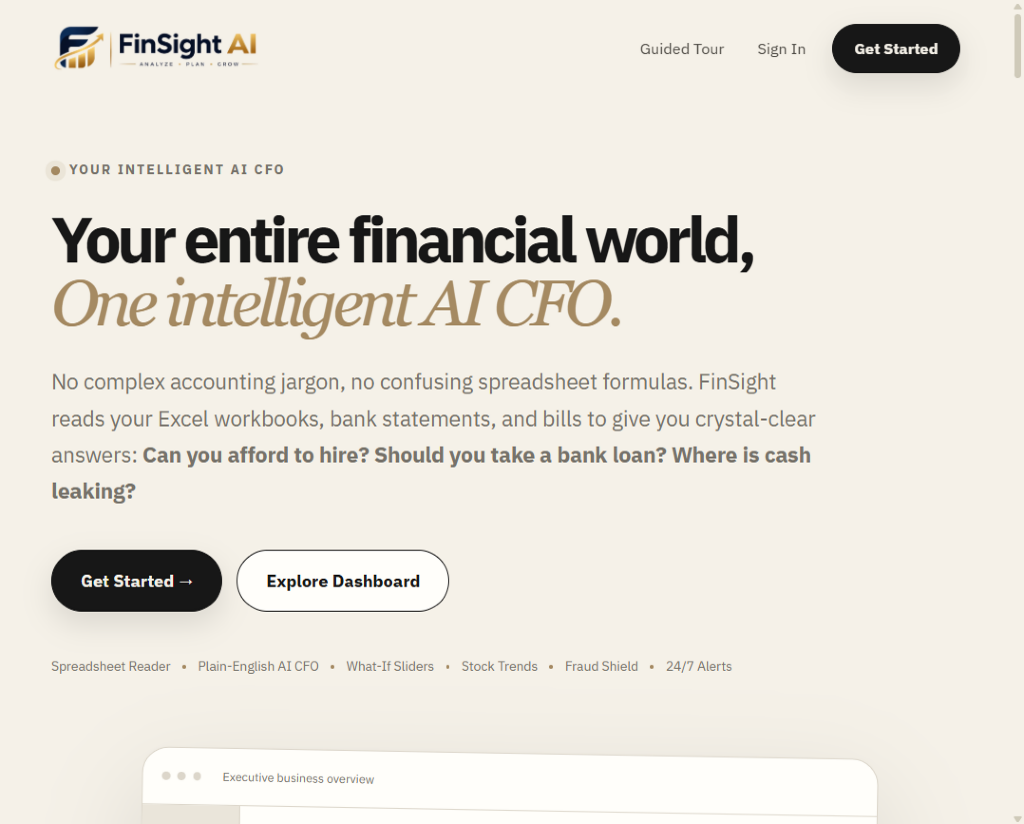 FinSight AI
ANALYZE • PLAN • GROW
Guided Tour
Sign In
Get Started
YOUR INTELLIGENT AI CFO
Your entire financial world,
One intelligent AI CFO.
No complex accounting jargon, no confusing spreadsheet formulas. FinSight
reads your Excel workbooks, bank statements, and bills to give you crystal-clear
answers: Can you afford to hire? Should you take a bank loan? Where is cash
leaking?
Get Started →
Explore Dashboard
Spreadsheet Reader • Plain-English AI CFO • What-If Sliders • Stock Trends • Fraud Shield • 24/7 Alerts
Executive business overview